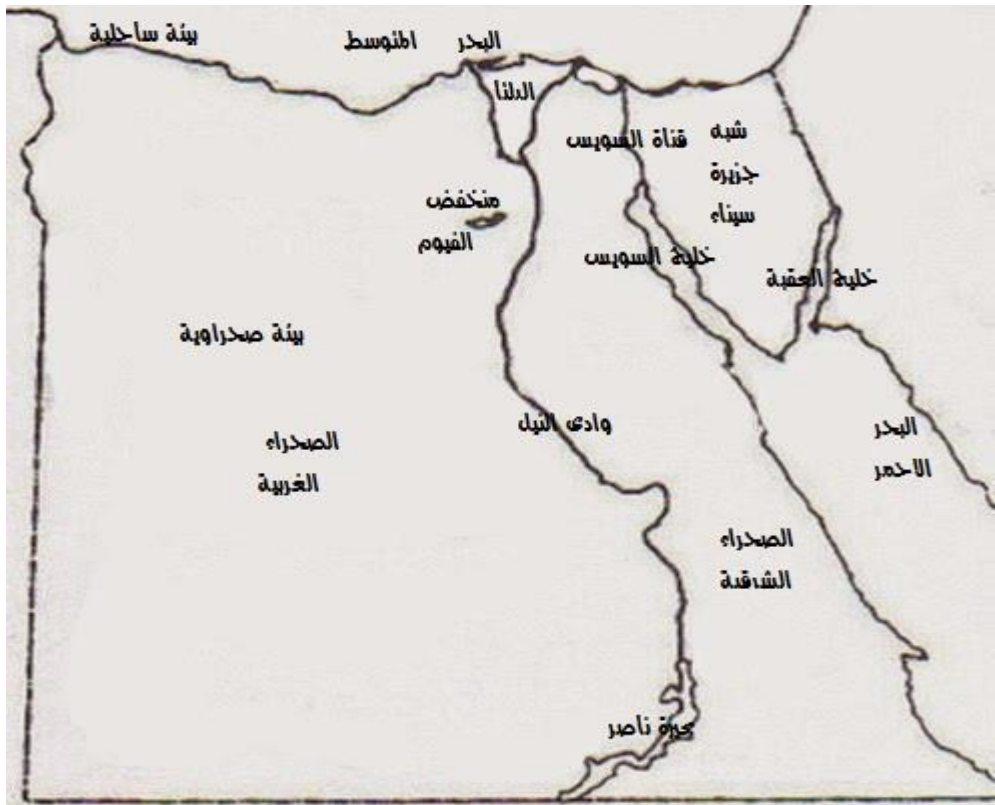 بيئة ساحلية
البحر المتوسط
الدلتا
قناة السويس
شبه
جزيرة
سيناء
منخفض
الفيوم
خليج السويس
خليج العقبة
بيئة صحراوية
وادى النيل
البحر
الاحمر
الصحراء
الغربية
الصحراء
الشرقية
بحيرة ناصر